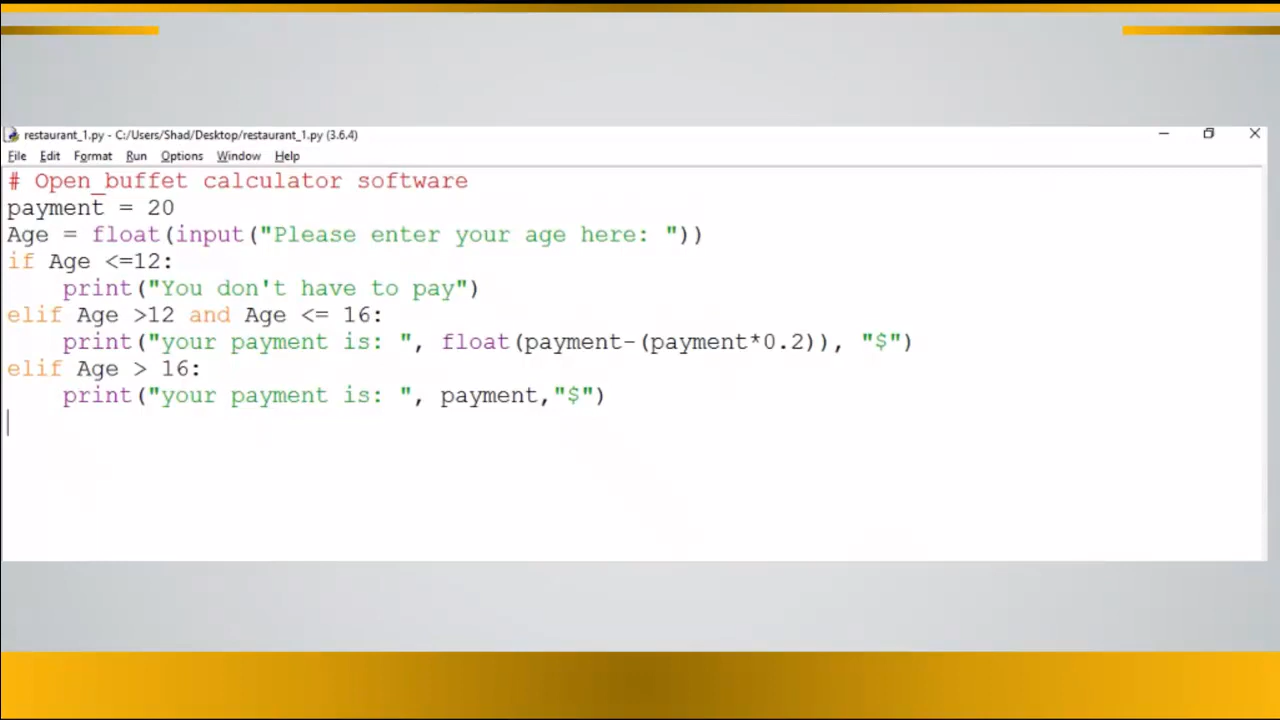 restaurant_1.py - C:/Users/Shad/Desktop/restaurant_1.py (3.6.4)
File Edit Format Run Options Window Help
# Open_buffet calculator software
payment = 20
Age = float(input("Please enter your age here: "))
if Age <=12:
    print("You don't have to pay")
elif Age >12 and Age <= 16:
    print("your payment is: ", float(payment-(payment*0.2)), "$")
elif Age > 16:
    print("your payment is: ", payment,"$")